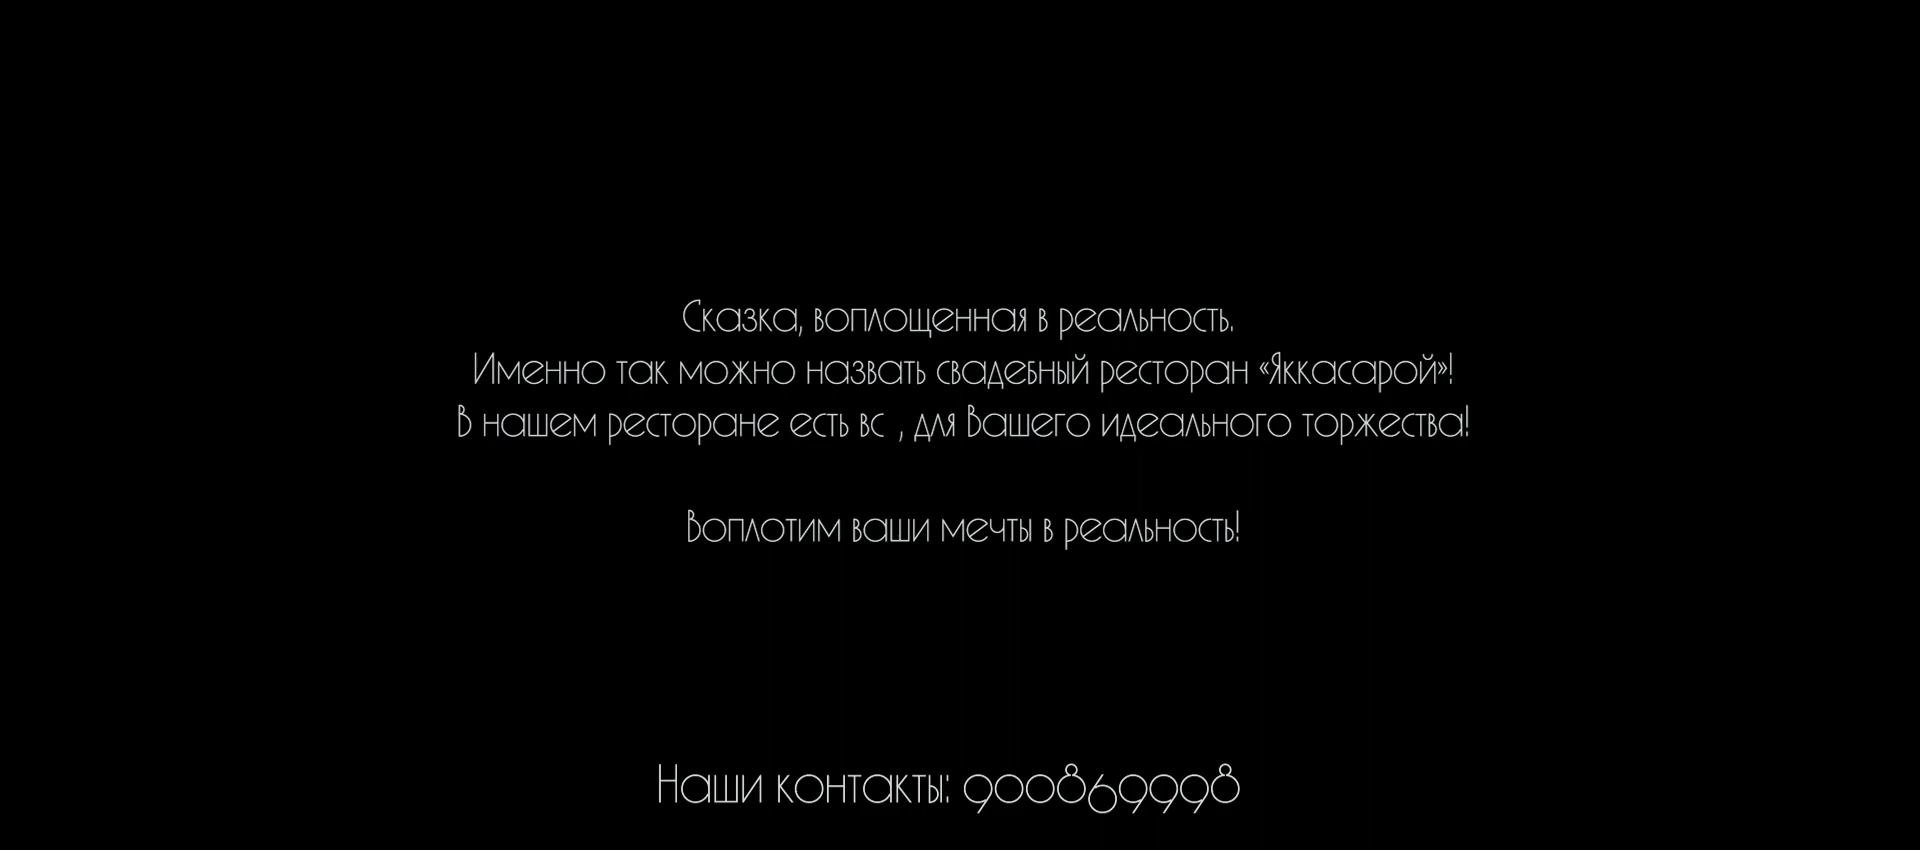 Сказка, воплощенная в реальность.
Именно так можно назвать свадебный ресторан «Яккасарой»!
В нашем ресторане есть вс , для Вашего идеального торжества!
Воплотим ваши мечты в реальность!
Наши контакты: 900869998